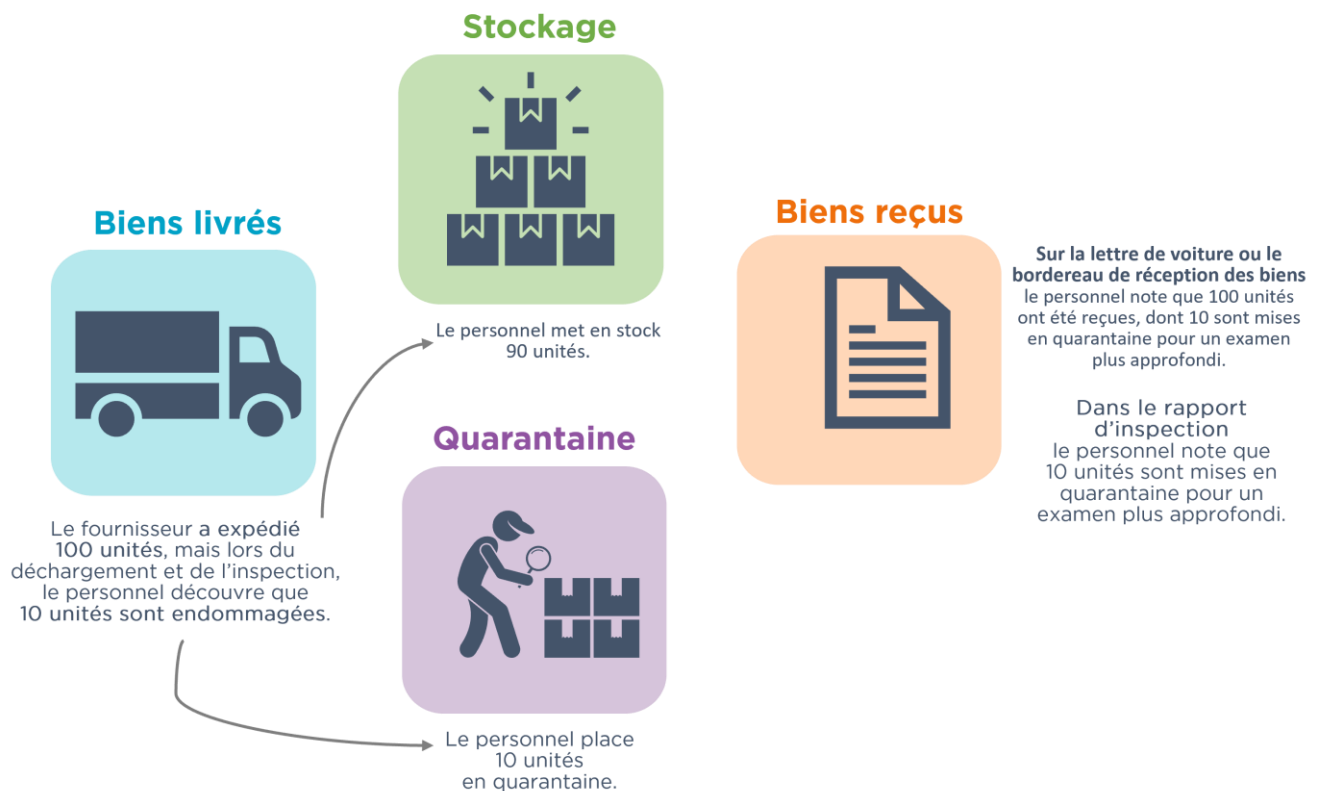 Stockage
Biens livrés
Biens reçus
Le personnel met en stock
90 unités.
Sur la lettre de voiture ou le
bordereau de réception des biens
le personnel note que 100 unités
ont été reçues, dont 10 sont mises
en quarantaine pour un examen
plus approfondi.
Dans le rapport
d'inspection
le personnel note que
10 unités sont mises en
quarantaine pour un
examen plus approfondi.
Quarantaine
Le fournisseur a expédié
100 unités, mais lors du
déchargement et de l'inspection,
le personnel découvre que
10 unités sont endommagées.
Le personnel place
10 unités
en quarantaine.